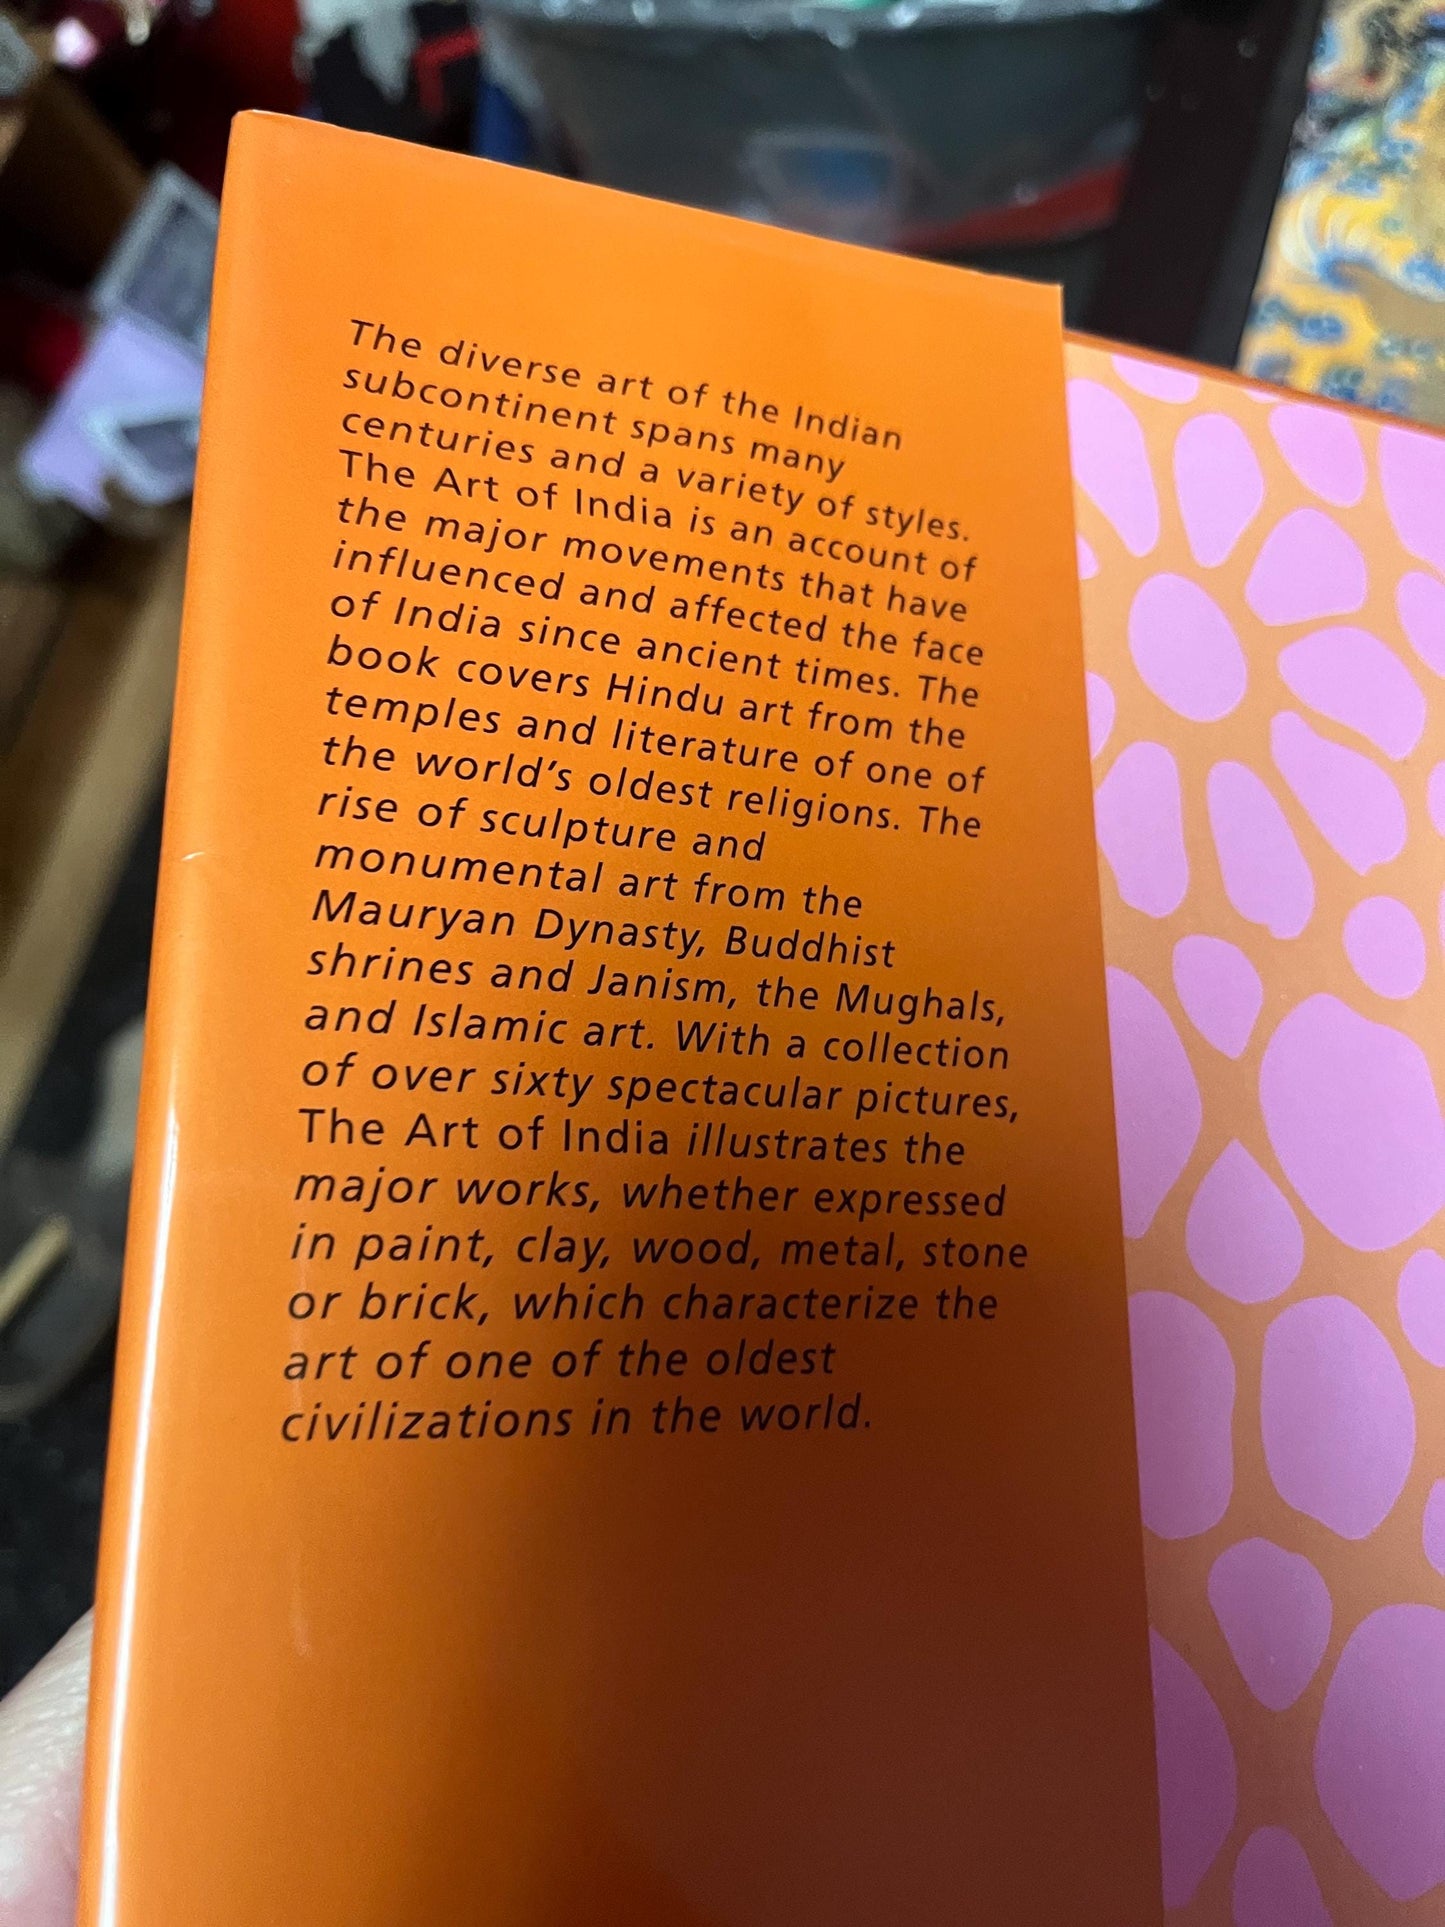 The diverse art of the Indian
subcontinent spans many
centuries and a variety of styles.
The Art of India is an account of
the major movements that have
influenced and affected the face
of India since ancient times. The
book covers Hindu art from the
temples and literature of one of
the world's oldest religions. The
rise of sculpture and
monumental art from the
Mauryan Dynasty, Buddhist
shrines and Janism, the Mughals,
and Islamic art. With a collection
of over sixty spectacular pictures,
The Art of India illustrates the
major works, whether expressed
in paint, clay, wood, metal, stone
or brick, which characterize the
art of one of the oldest
civilizations in the world.